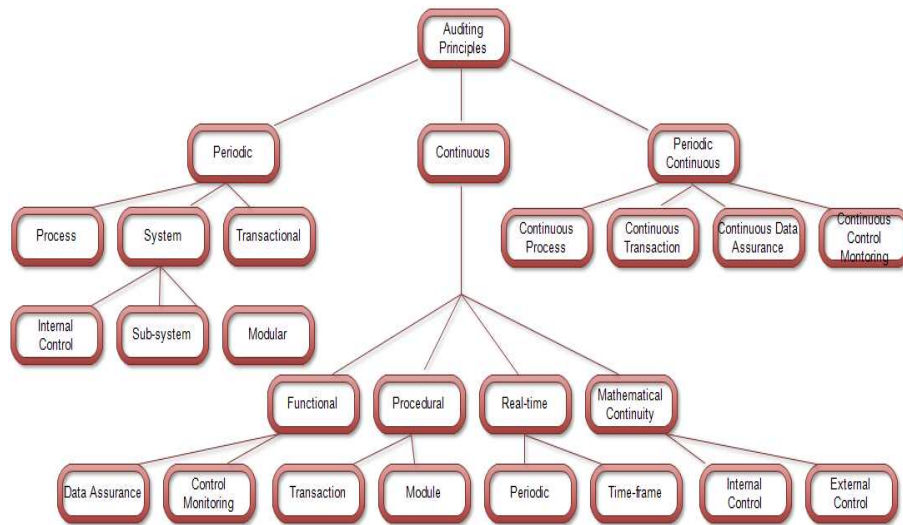 Auditing
Principles
Periodic
Continuous
Periodic
Continuous
Process
System
Transactional
Continuous
Process
Continuous
Transaction
Continuous Data
Assurance
Continuous
Control
Montoring
Internal
Control
Sub-system
Modular
Functional
Procedural
Real-time
Mathematical
Continuity
Data Assurance
Control
Monitoring
Transaction
Module
Periodic
Time-frame
Internal
Control
External
Control